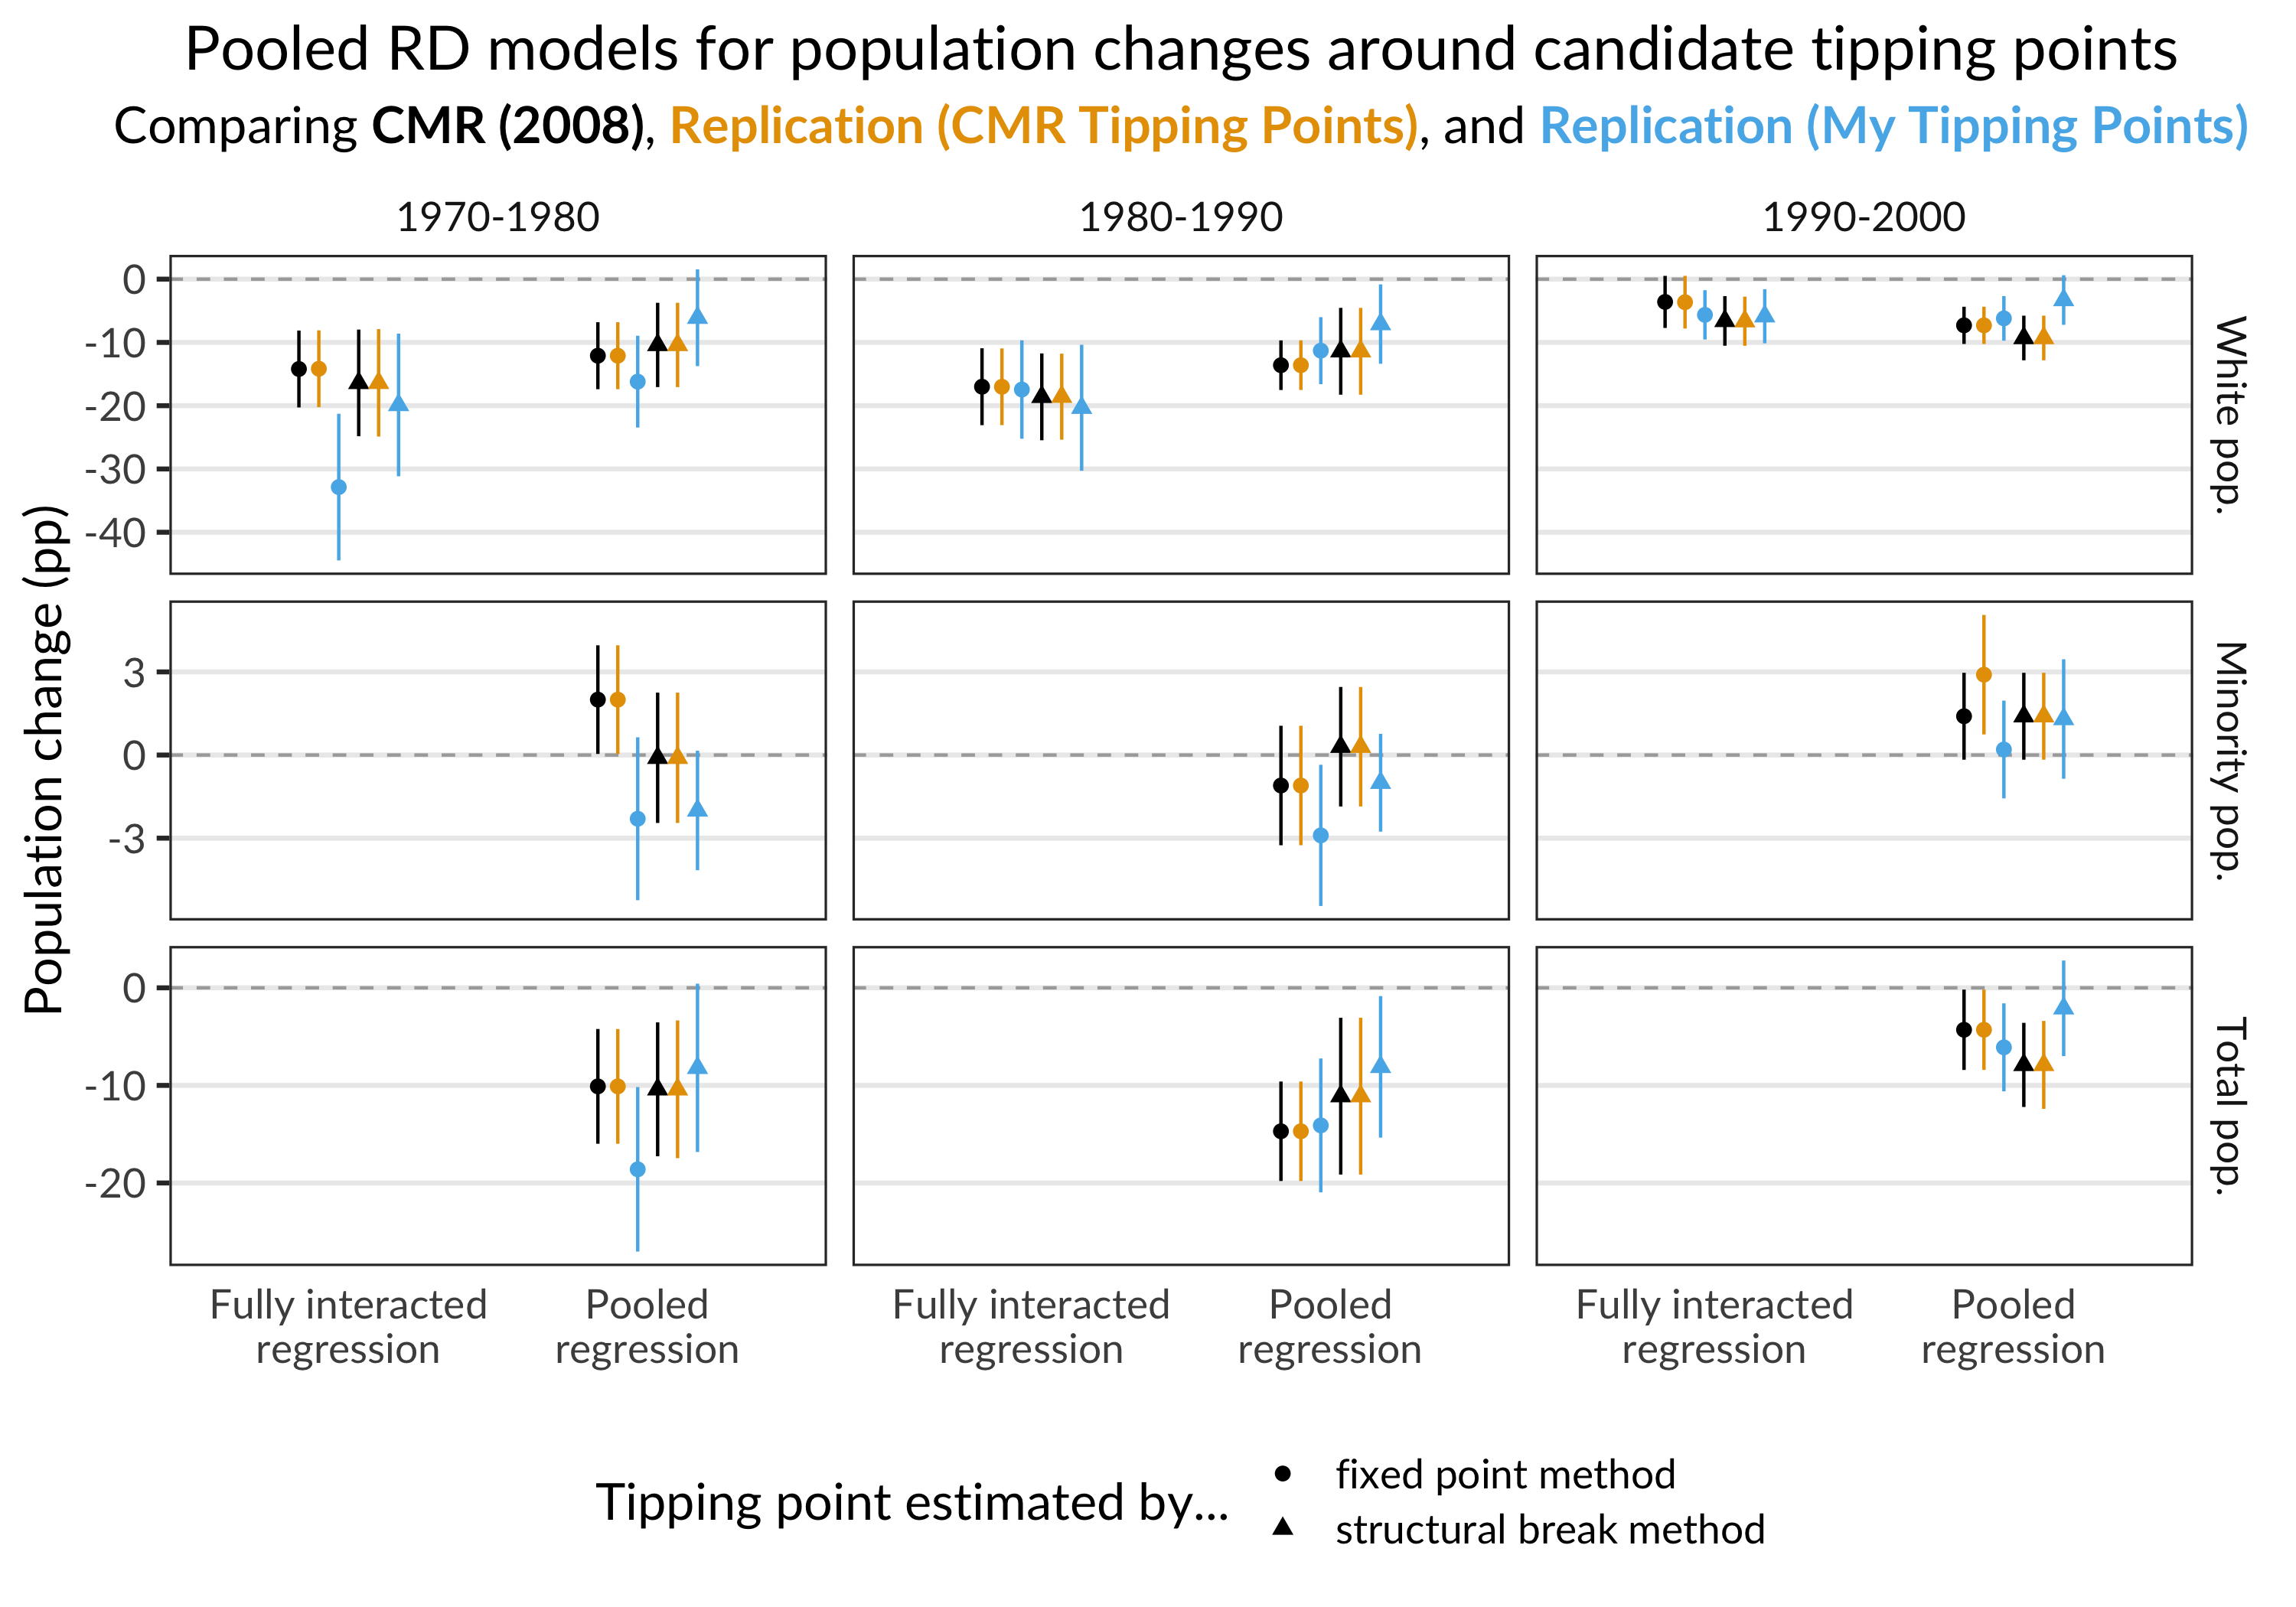 Pooled RD models for population changes around candidate tipping points
Comparing CMR (2008), Replication (CMR Tipping Points), and Replication (My Tipping Points)
1970-1980
1980-1990
1990-2000
Population change (pp)
0
-10
-20
-30
-40
White pop.
3
0
-3
Minority pop.
0
-10
-20
Total pop.
Fully interacted
regression
Pooled
regression
Fully interacted
regression
Pooled
regression
Fully interacted
regression
Pooled
regression
Tipping point estimated by...
fixed point method
structural break method